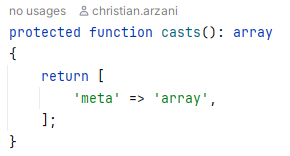 no usages christian.arzani
protected function casts(): array
{
    return [
        'meta' => 'array',
    ];
}